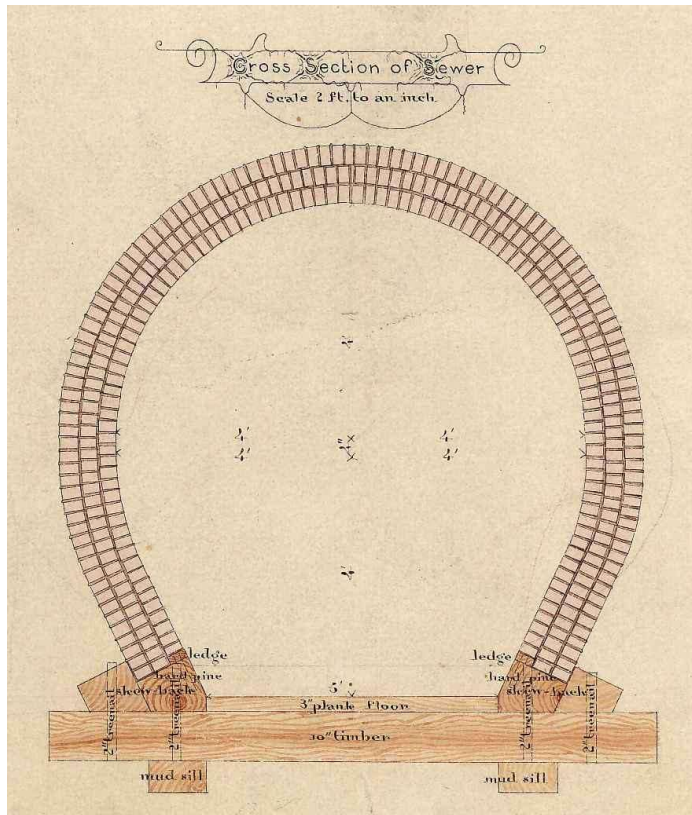 Cross Section of Sewer
Scale 2 ft. to an inch.
4'
4' 4'
4"
4' 4'
4'
ledge ledge
hard pine hard pine
skew-back skew-back
5'
3" plank floor
2" treenail 2" treenail 2" treenail 2" treenail
10" timber
mud sill mud sill